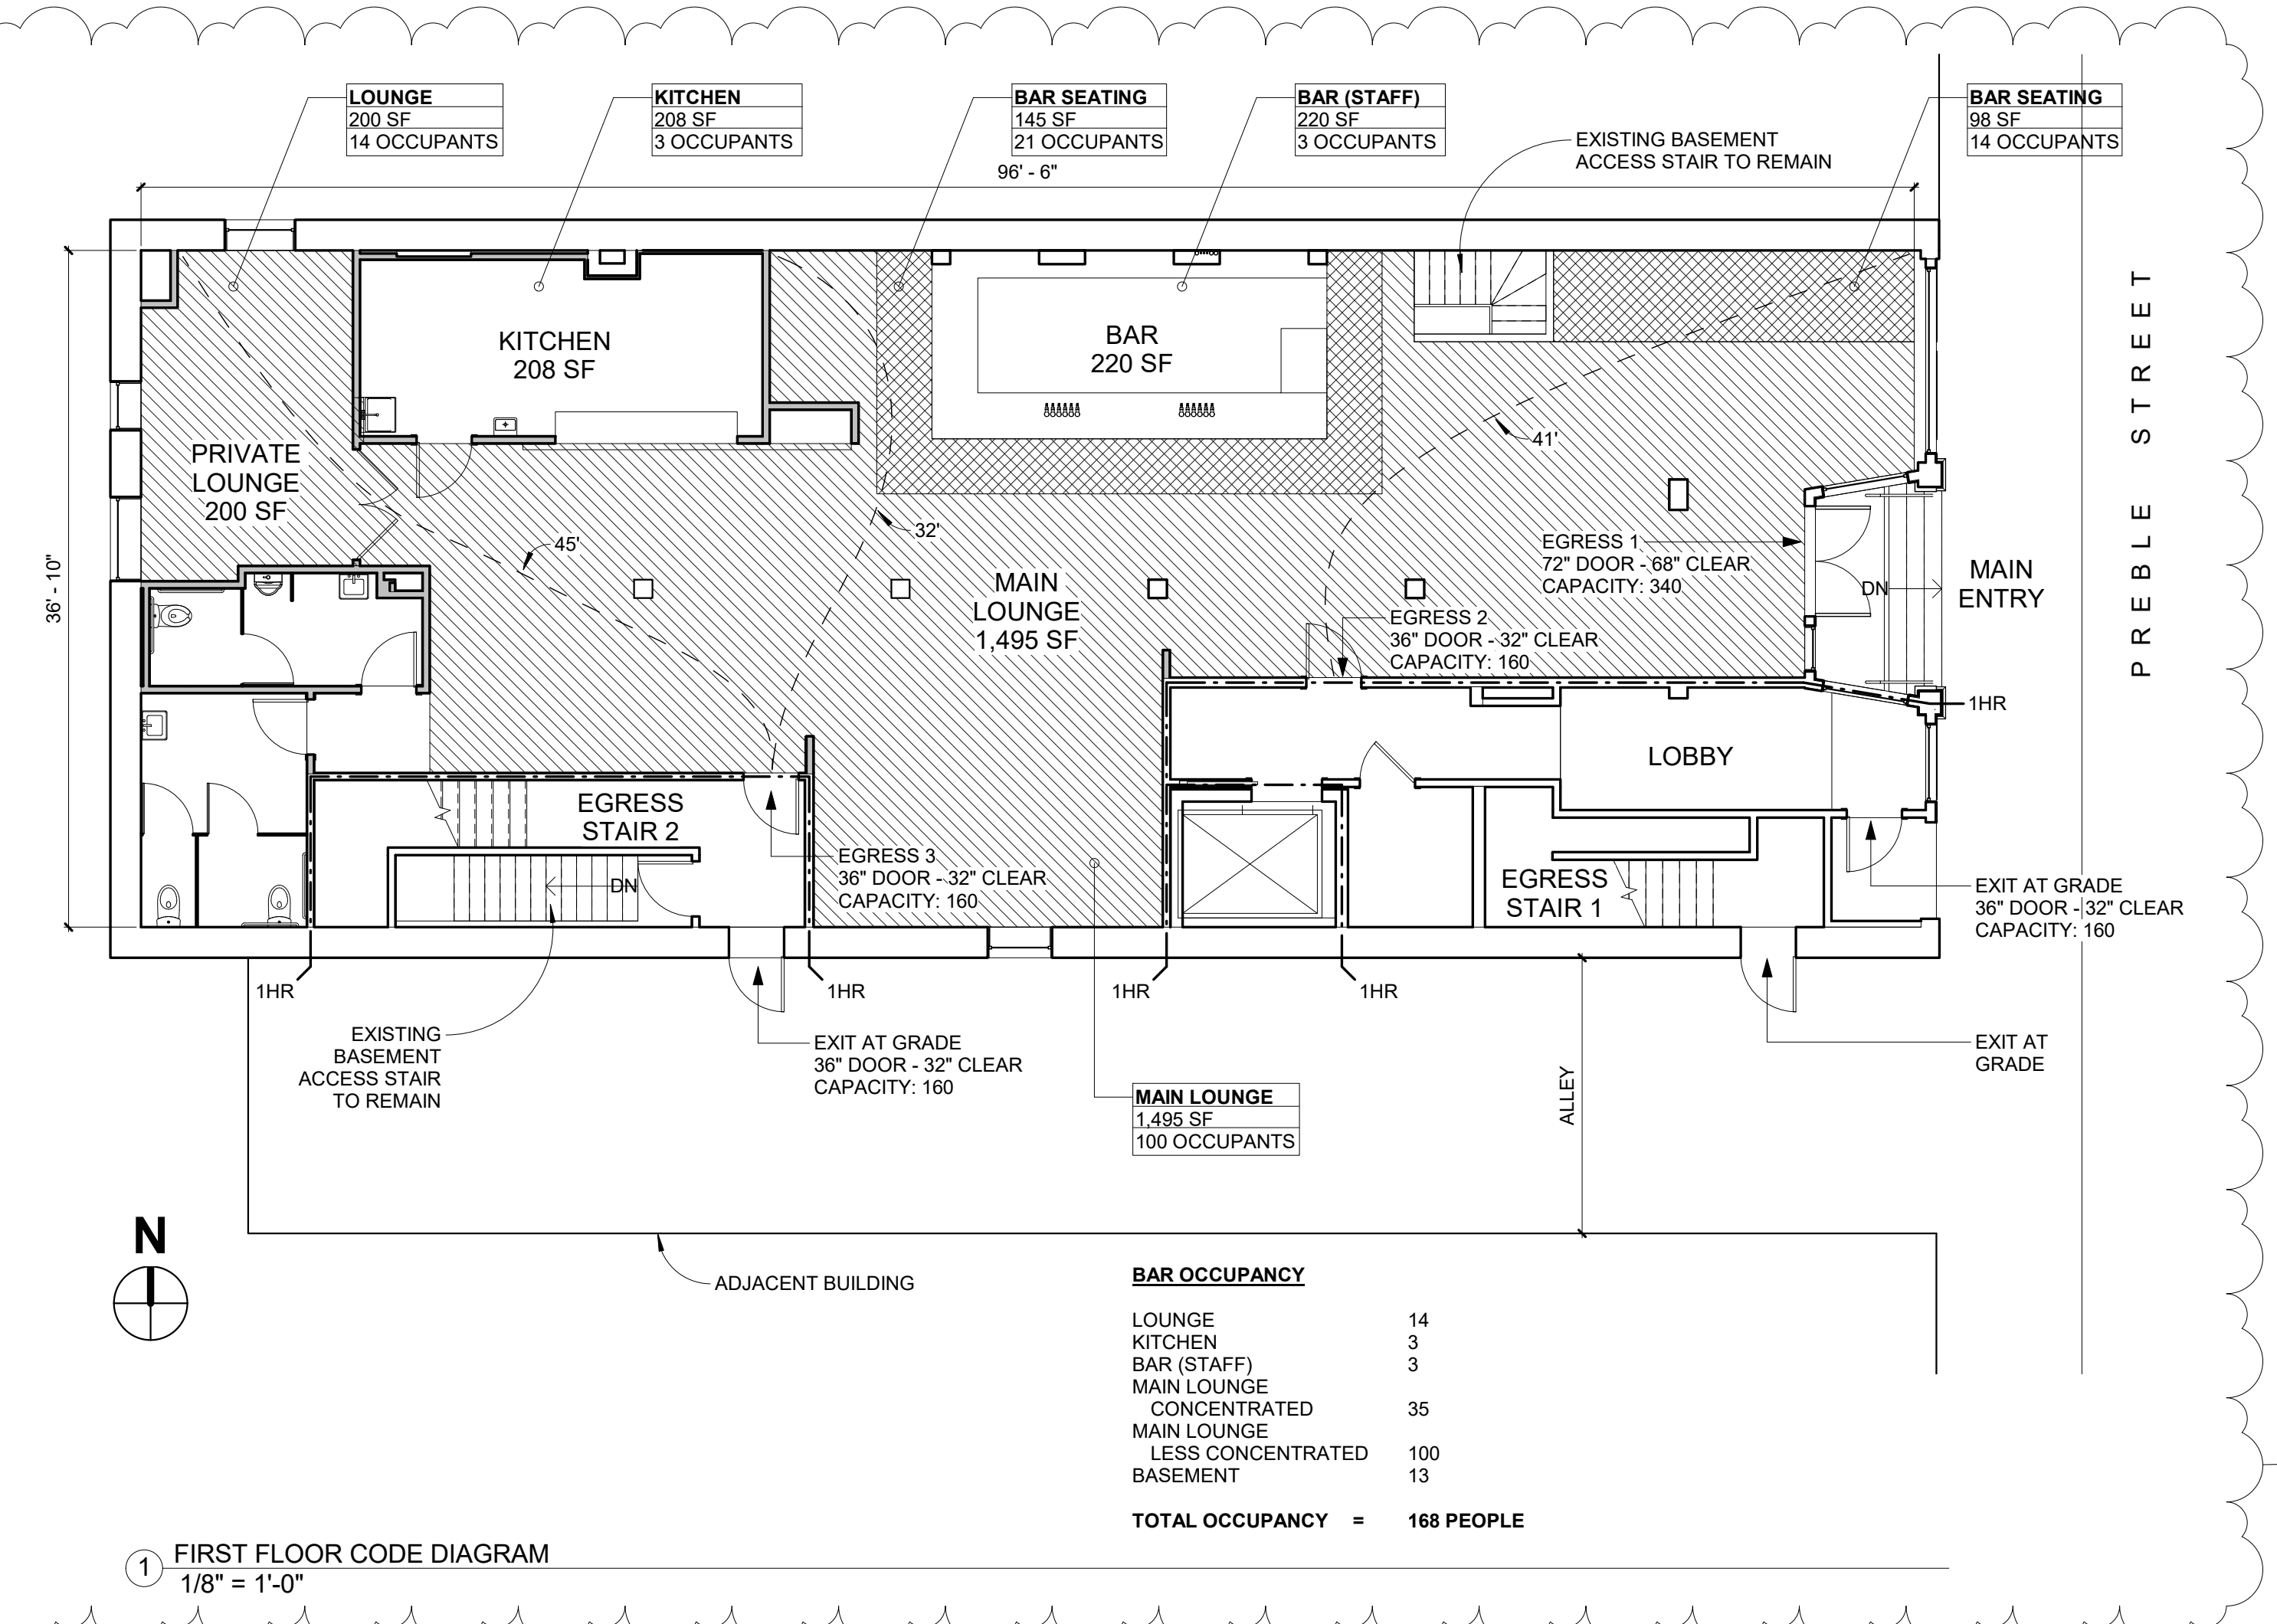 LOUNGE
200 SF
14 OCCUPANTS
KITCHEN
208 SF
3 OCCUPANTS
BAR SEATING
145 SF
21 OCCUPANTS
BAR (STAFF)
220 SF
3 OCCUPANTS
EXISTING BASEMENT
ACCESS STAIR TO REMAIN
BAR SEATING
98 SF
14 OCCUPANTS
96' - 6"
36' - 10"
KITCHEN
208 SF
BAR
220 SF
PRIVATE
LOUNGE
200 SF
45'
32'
41'
MAIN
LOUNGE
1,495 SF
EGRESS 1
72" DOOR - 68" CLEAR
CAPACITY: 340
EGRESS 2
36" DOOR - 32" CLEAR
CAPACITY: 160
DN
MAIN
ENTRY
PREBLE STREET
1HR
LOBBY
EGRESS
STAIR 2
DN
EGRESS 3
36" DOOR - 32" CLEAR
CAPACITY: 160
EGRESS
STAIR 1
EXIT AT GRADE
36" DOOR - 32" CLEAR
CAPACITY: 160
1HR
1HR
1HR
1HR
EXISTING
BASEMENT
ACCESS STAIR
TO REMAIN
EXIT AT GRADE
36" DOOR - 32" CLEAR
CAPACITY: 160
EXIT AT
GRADE
MAIN LOUNGE
1,495 SF
100 OCCUPANTS
ALLEY
N
ADJACENT BUILDING
BAR OCCUPANCY
LOUNGE 14
KITCHEN 3
BAR (STAFF) 3
MAIN LOUNGE
CONCENTRATED 35
MAIN LOUNGE
LESS CONCENTRATED 100
BASEMENT 13
TOTAL OCCUPANCY = 168 PEOPLE
1 FIRST FLOOR CODE DIAGRAM
1/8" = 1'-0"